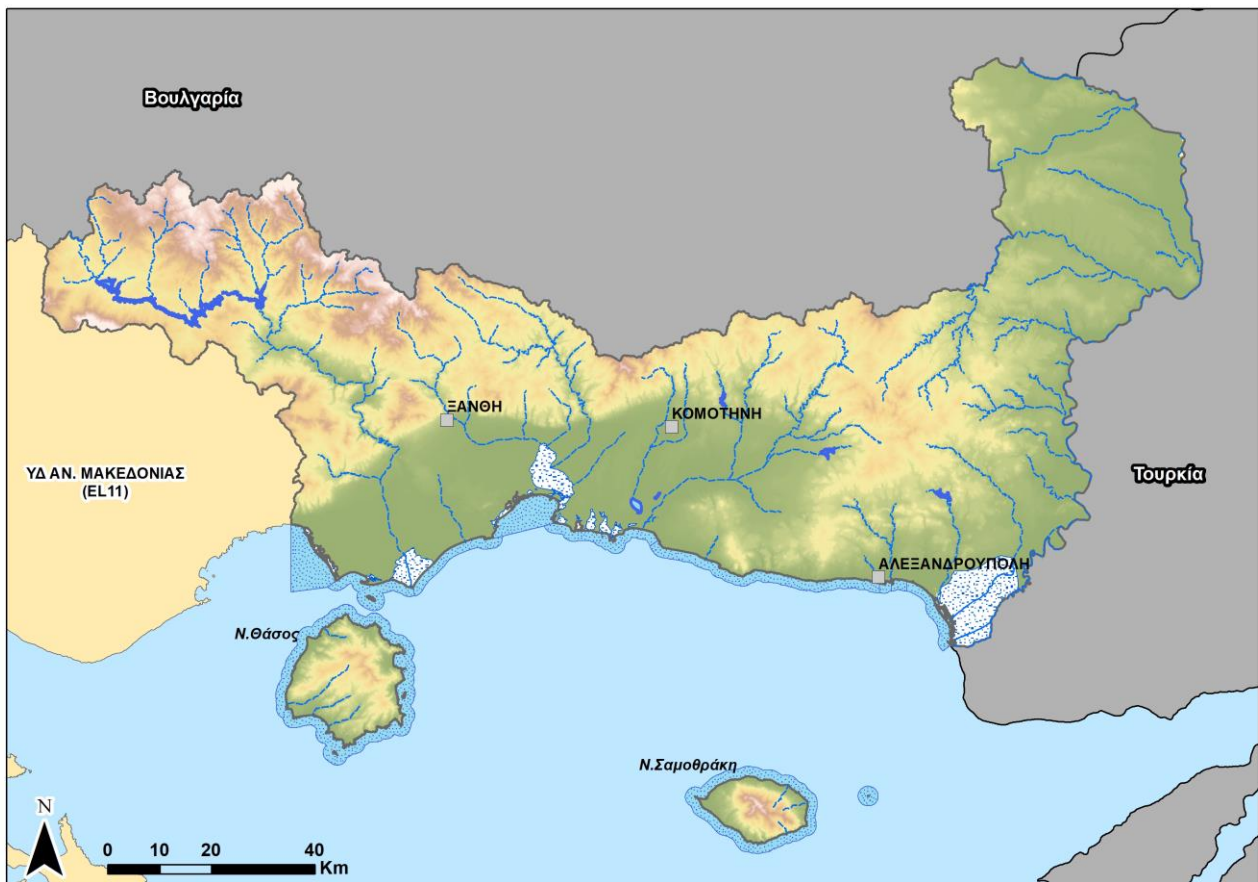 Βουλγαρία
ΞΑΝΘΗ
ΚΟΜΟΤΗΝΗ
ΥΔ ΑΝ. ΜΑΚΕΔΟΝΙΑΣ
(EL11)
Τουρκία
ΑΛΕΞΑΝΔΡΟΥΠΟΛΗ
Ν.Θάσος
Ν.Σαμοθράκη
N
0 10 20 40
Km